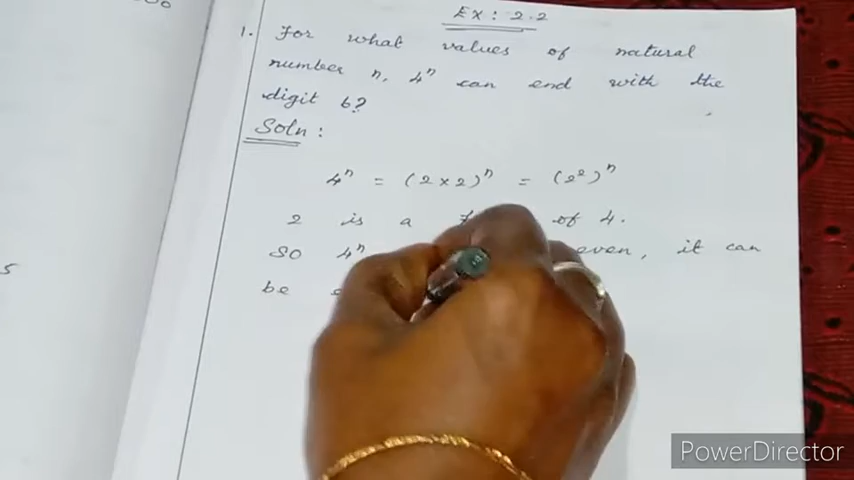 Ex: 2.2
1. For what values of natural
number n, 4ⁿ can end with the
digit 6?
Soln:
4ⁿ = (2 × 2)ⁿ = (2²)ⁿ
2 is a of 4.
So 4ⁿ even, it can
be
5
PowerDirector